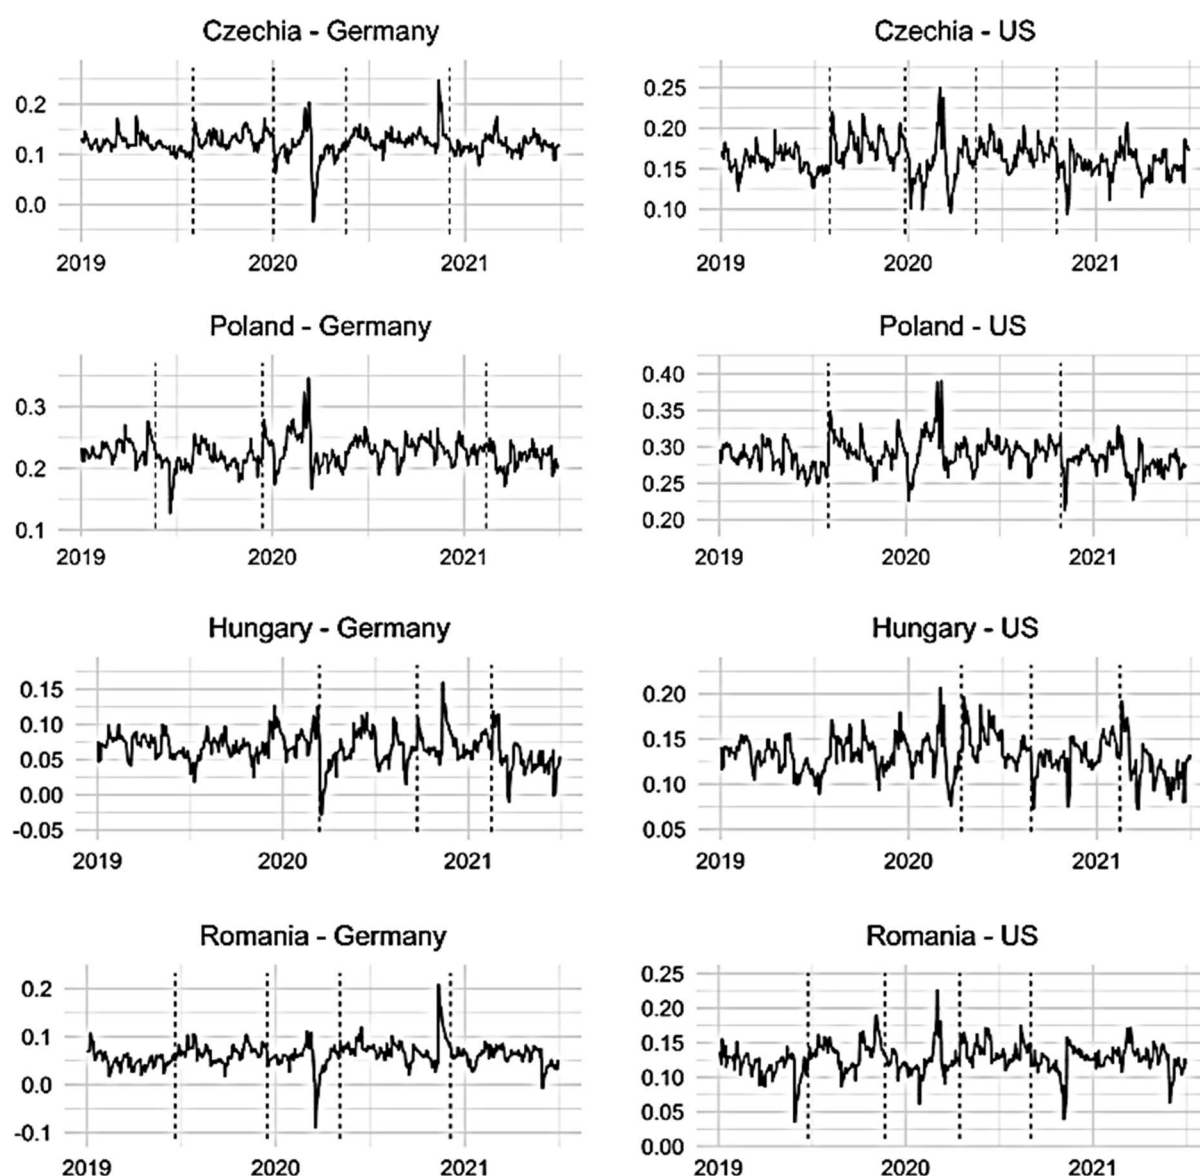 Czechia - Germany
0.2
0.1
0.0
2019 2020 2021
Czechia - US
0.25
0.20
0.15
0.10
2019 2020 2021
Poland - Germany
0.3
0.2
0.1
2019 2020 2021
Poland - US
0.40
0.35
0.30
0.25
0.20
2019 2020 2021
Hungary - Germany
0.15
0.10
0.05
0.00
-0.05
2019 2020 2021
Hungary - US
0.20
0.15
0.10
0.05
2019 2020 2021
Romania - Germany
0.2
0.1
0.0
-0.1
2019 2020 2021
Romania - US
0.25
0.20
0.15
0.10
0.05
0.00
2019 2020 2021